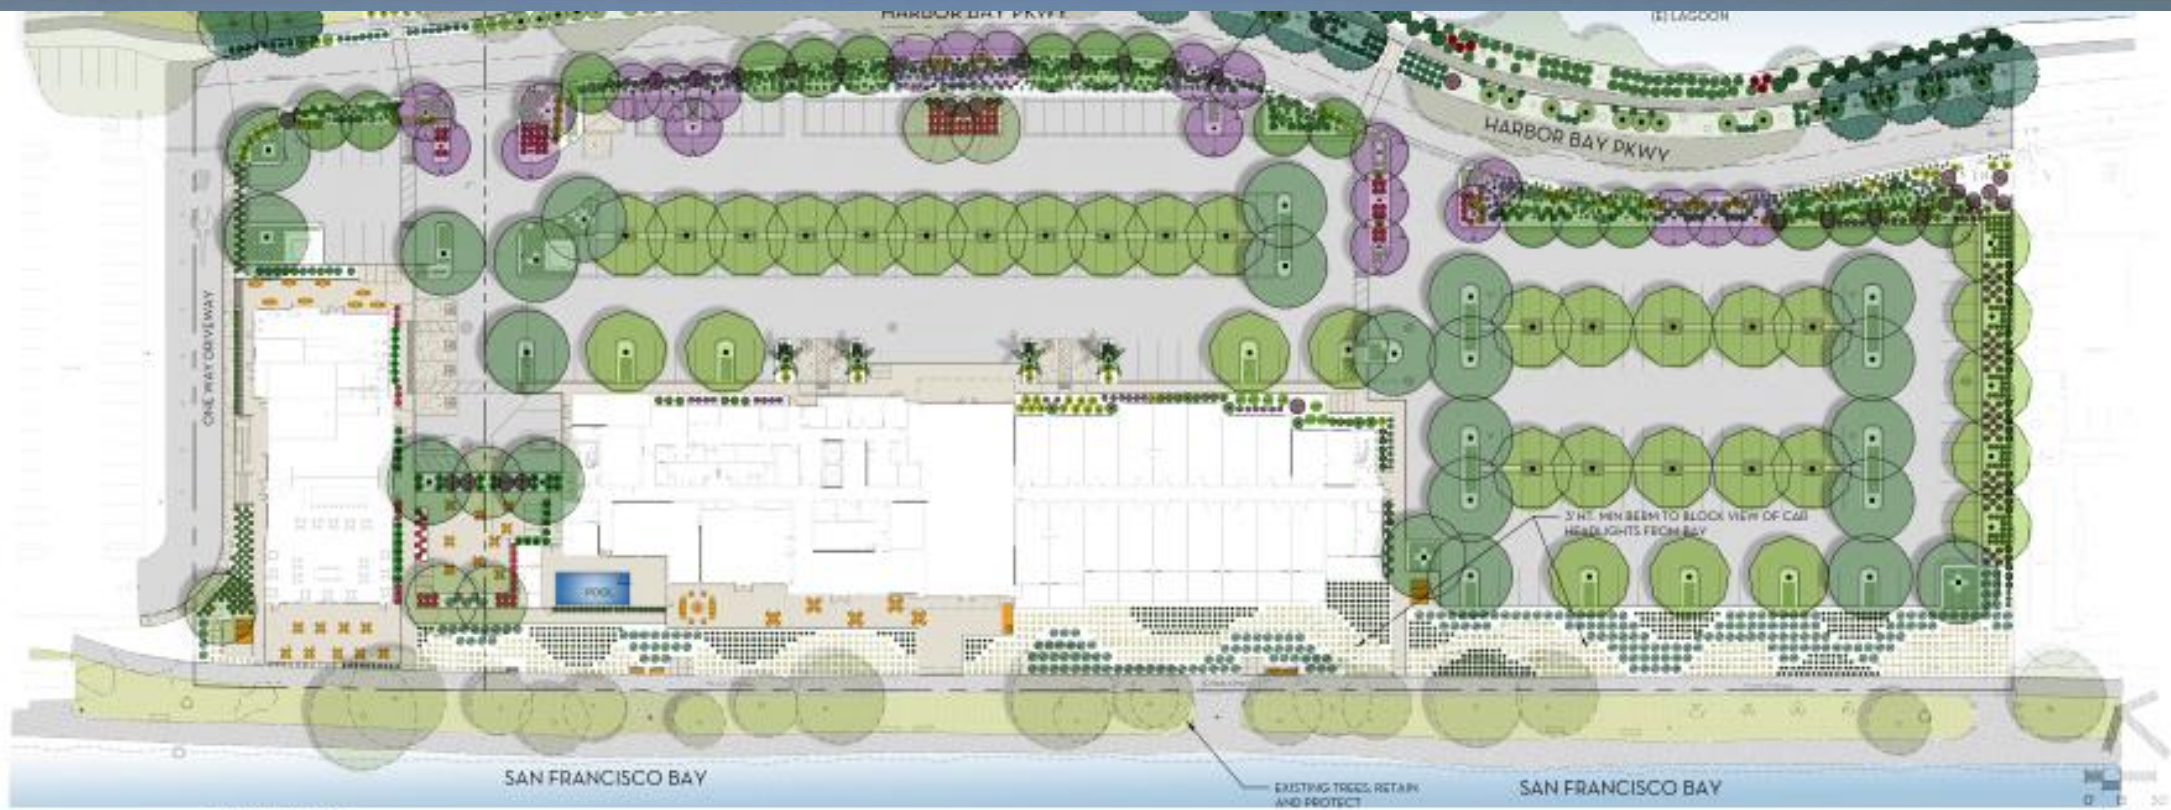 HARBOR BAY PKWY
(E) LAGOON
HARBOR BAY PKWY
ONE WAY DRIVEWAY
3' HT. MIN BERM TO BLOCK VIEW OF CAR
HEADLIGHTS FROM BAY
POOL
SAN FRANCISCO BAY
SAN FRANCISCO BAY
EXISTING TREES, RETAIN
AND PROTECT